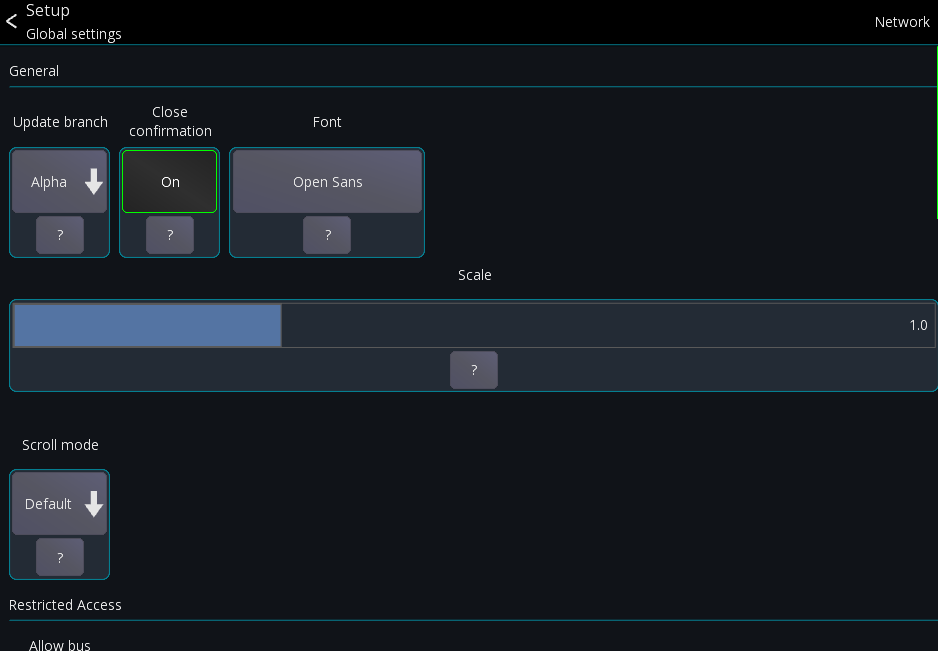 Setup
Global settings
Network
General
Update branch
Close
confirmation
Font
Alpha
On
Open Sans
?
?
?
Scale
1.0
?
Scroll mode
Default
?
Restricted Access
Allow bus